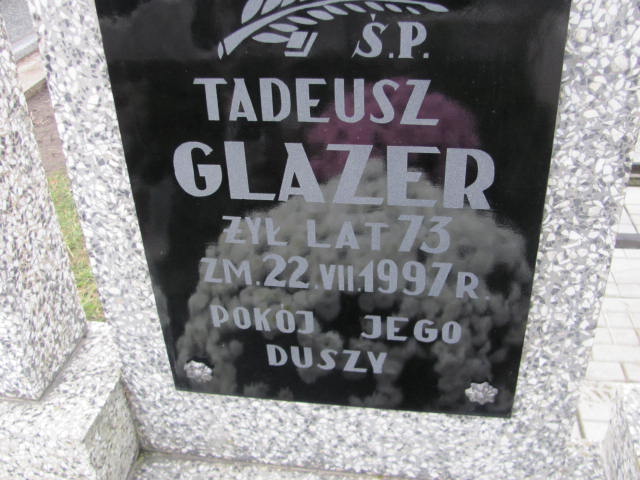 Ś.P.
TADEUSZ
GLAZER
ŻYŁ LAT 73
ZM. 22.VII.1997 R.
POKÓJ JEGO
DUSZY